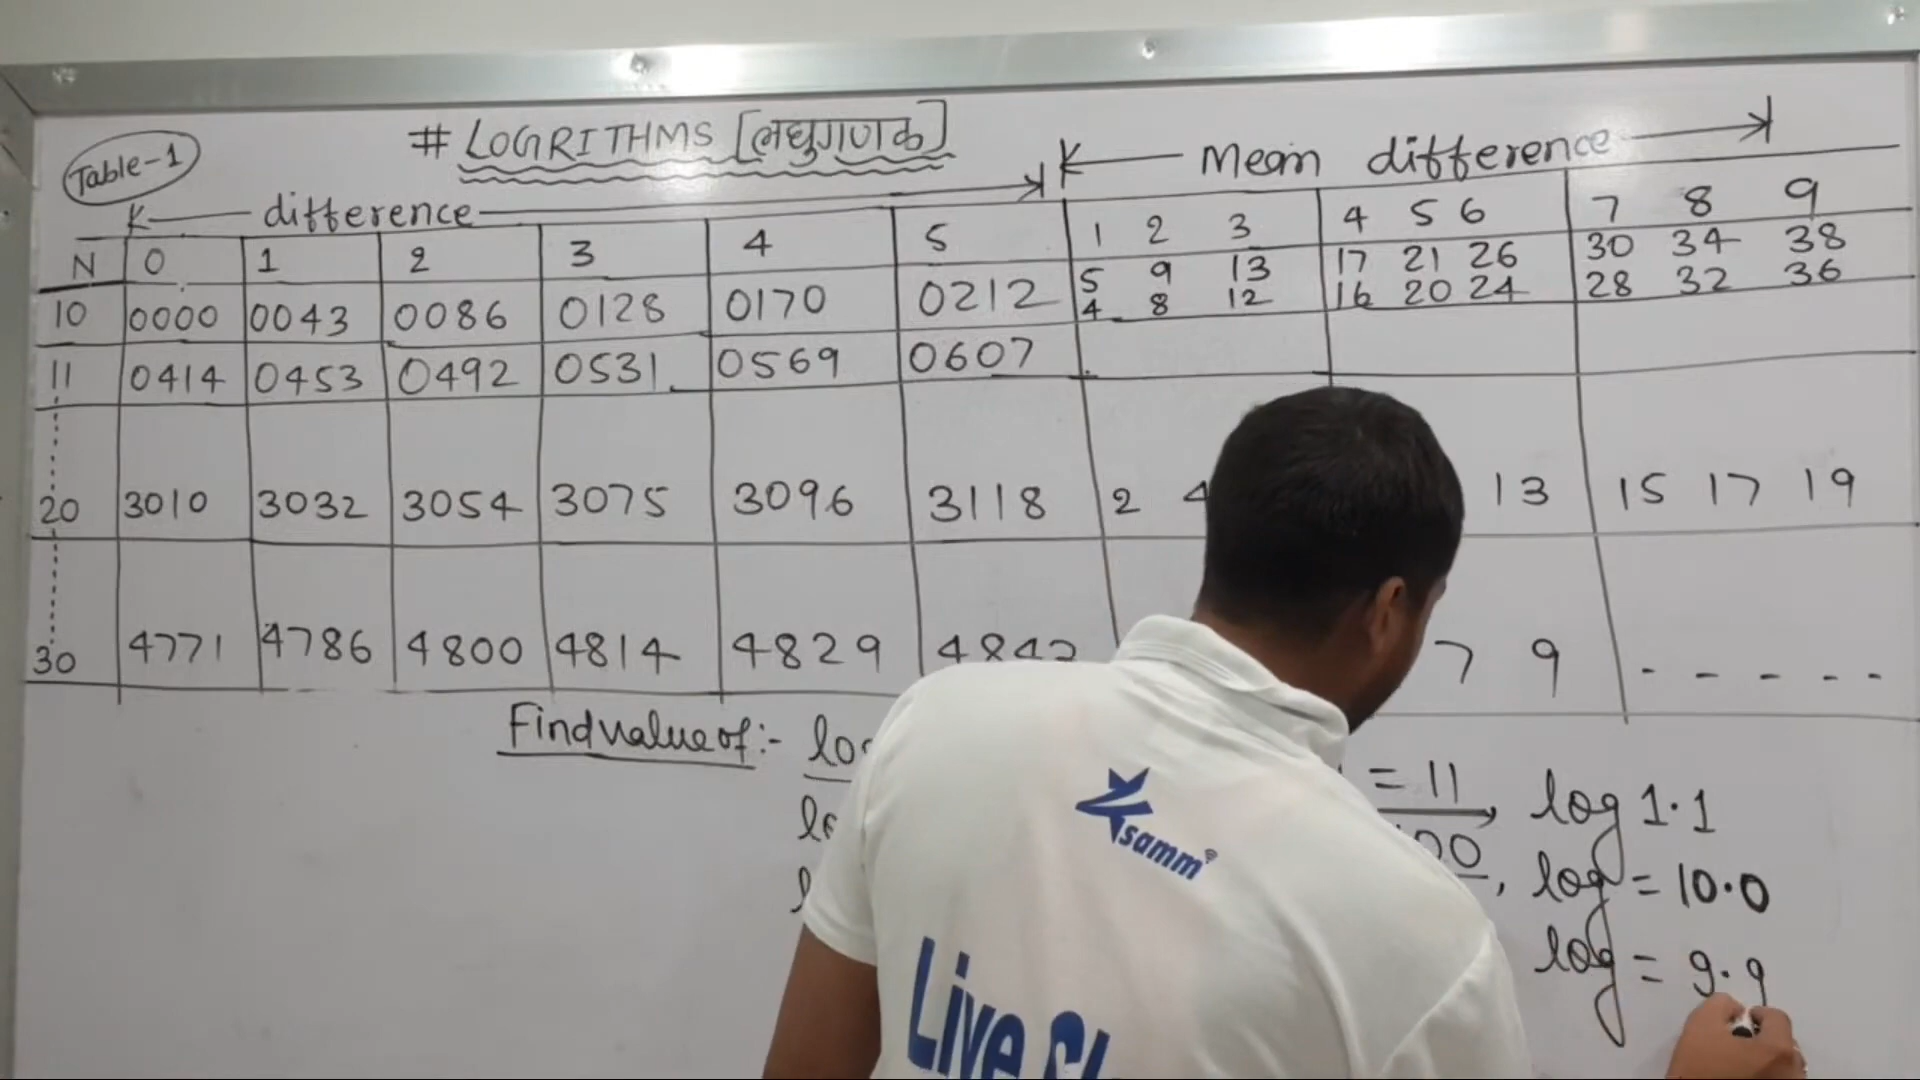 Table-1
# LOGRITHMS [लघुगणक]
difference
Mean difference
N 0 1 2 3 4 5 1 2 3 4 5 6 7 8 9
10 0000 0043 0086 0128 0170 0212 5 9 13 17 21 26 30 34 38
4 8 12 16 20 24 28 32 36
11 0414 0453 0492 0531 0569 0607
20 3010 3032 3054 3075 3096 3118 2 4 13 15 17 19
30 4771 4786 4800 4814 4829 7 9 - - - - -
Find value of :-
= 11
log 1.1
log = 10.0
log = 9.9
samm
Live